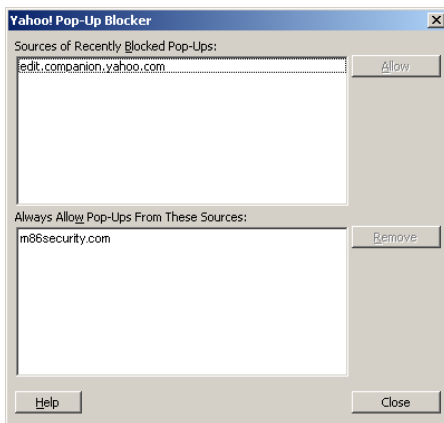 Yahoo! Pop-Up Blocker
Sources of Recently Blocked Pop-Ups:
edit.companion.yahoo.com
Allow
Always Allow Pop-Ups From These Sources:
m86security.com
Remove
Help
Close